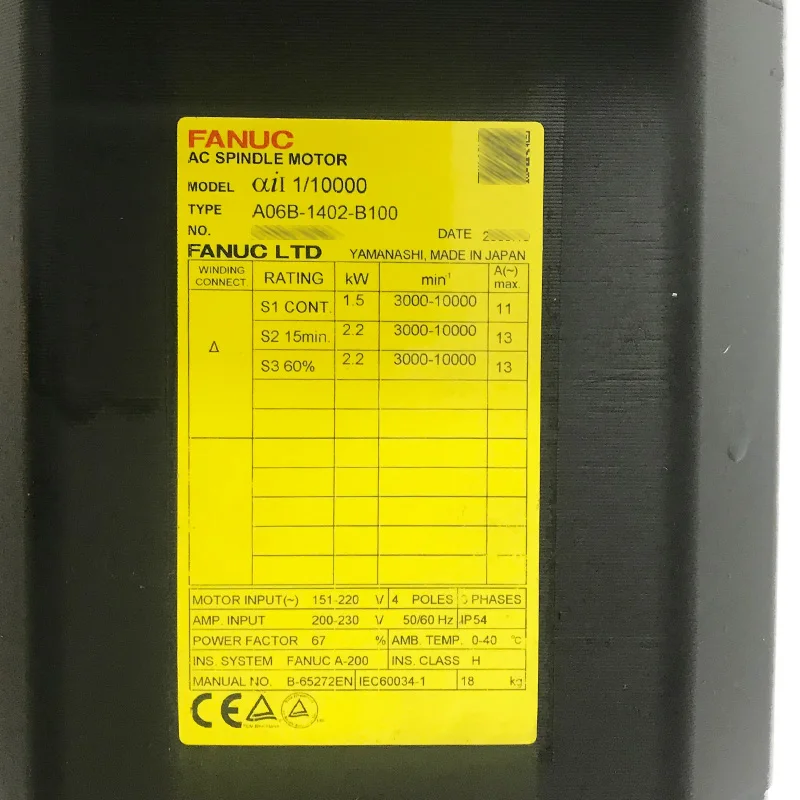 FANUC
AC SPINDLE MOTOR
MODEL αiI 1/10000
TYPE A06B-1402-B100
NO.
DATE
FANUC LTD YAMANASHI, MADE IN JAPAN
WINDING CONNECT. RATING kW min⁻¹ A(~) max.
Δ S1 CONT. 1.5 3000-10000 11
S2 15min. 2.2 3000-10000 13
S3 60% 2.2 3000-10000 13
MOTOR INPUT(~) 151-220 V 4 POLES 3 PHASES
AMP. INPUT 200-230 V 50/60 Hz IP54
POWER FACTOR 67 % AMB. TEMP. 0-40 ℃
INS. SYSTEM FANUC A-200 INS. CLASS H
MANUAL NO. B-65272EN IEC60034-1 18 kg
CE